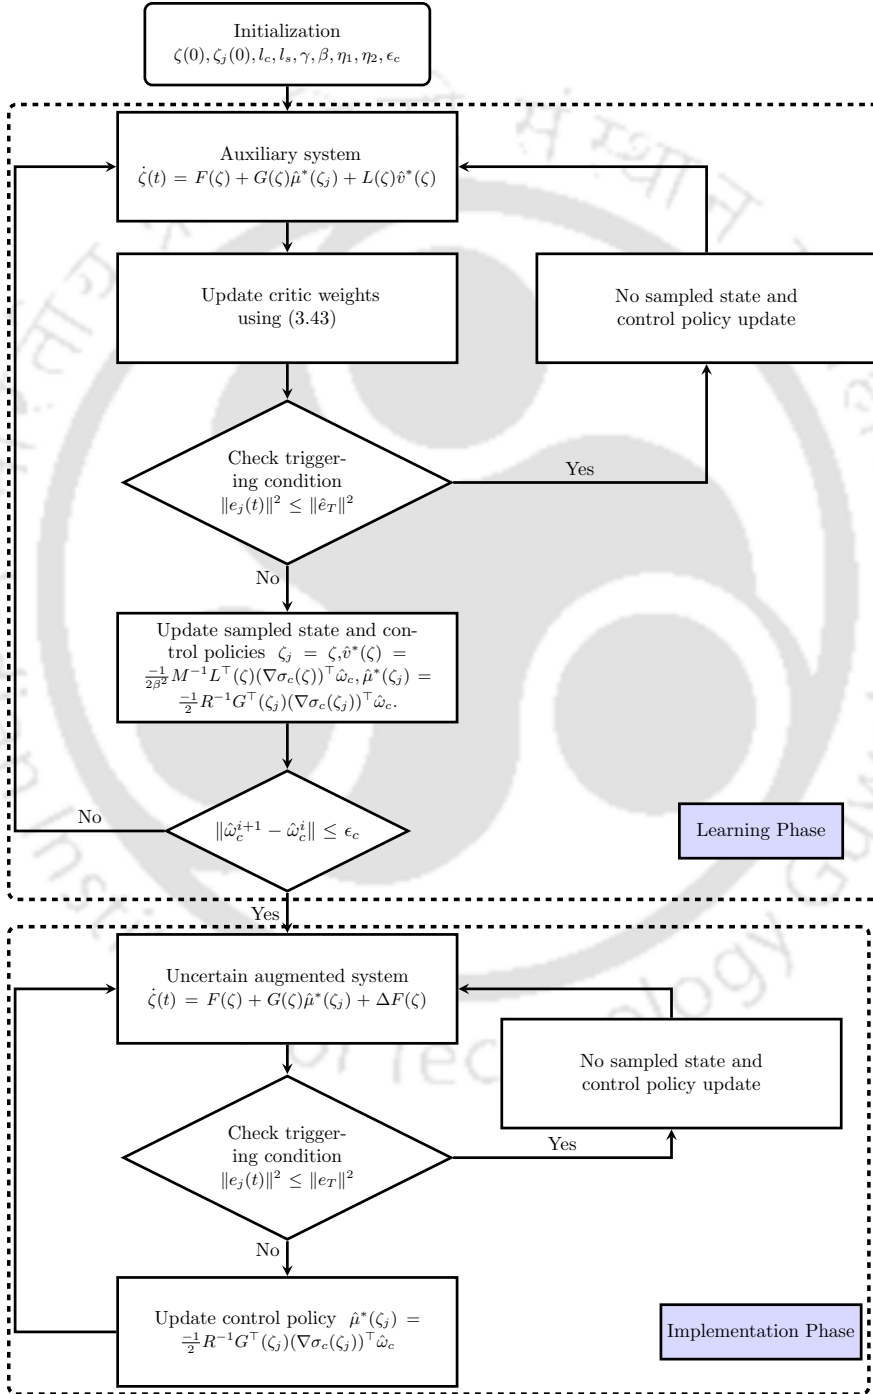 Initialization
ζ(0), ζ_j(0), l_c, l_s, γ, β, η_1, η_2, ϵ_c
Auxiliary system
ζ̇(t) = F(ζ) + G(ζ)μ̂*(ζ_j) + L(ζ)v̂*(ζ)
Update critic weights
using (3.43)
No sampled state and
control policy update
Check trigger-
ing condition
‖e_j(t)‖² ≤ ‖ê_T‖²
Yes
No
Update sampled state and con-
trol policies ζ_j = ζ,v̂*(ζ) =
\frac{-1}{2β²}M⁻¹L^⊤(ζ)(∇σ_c(ζ))^⊤ω̂_c, μ̂*(ζ_j) =
\frac{-1}{2}R⁻¹G^⊤(ζ_j)(∇σ_c(ζ_j))^⊤ω̂_c.
No
‖ω̂_c^{i+1} − ω̂_c^i‖ ≤ ϵ_c
Learning Phase
Yes
Uncertain augmented system
ζ̇(t) = F(ζ) + G(ζ)μ̂*(ζ_j) + ΔF(ζ)
No sampled state and
control policy update
Check trigger-
ing condition
‖e_j(t)‖² ≤ ‖e_T‖²
Yes
No
Update control policy μ̂*(ζ_j) =
\frac{-1}{2}R⁻¹G^⊤(ζ_j)(∇σ_c(ζ_j))^⊤ω̂_c
Implementation Phase